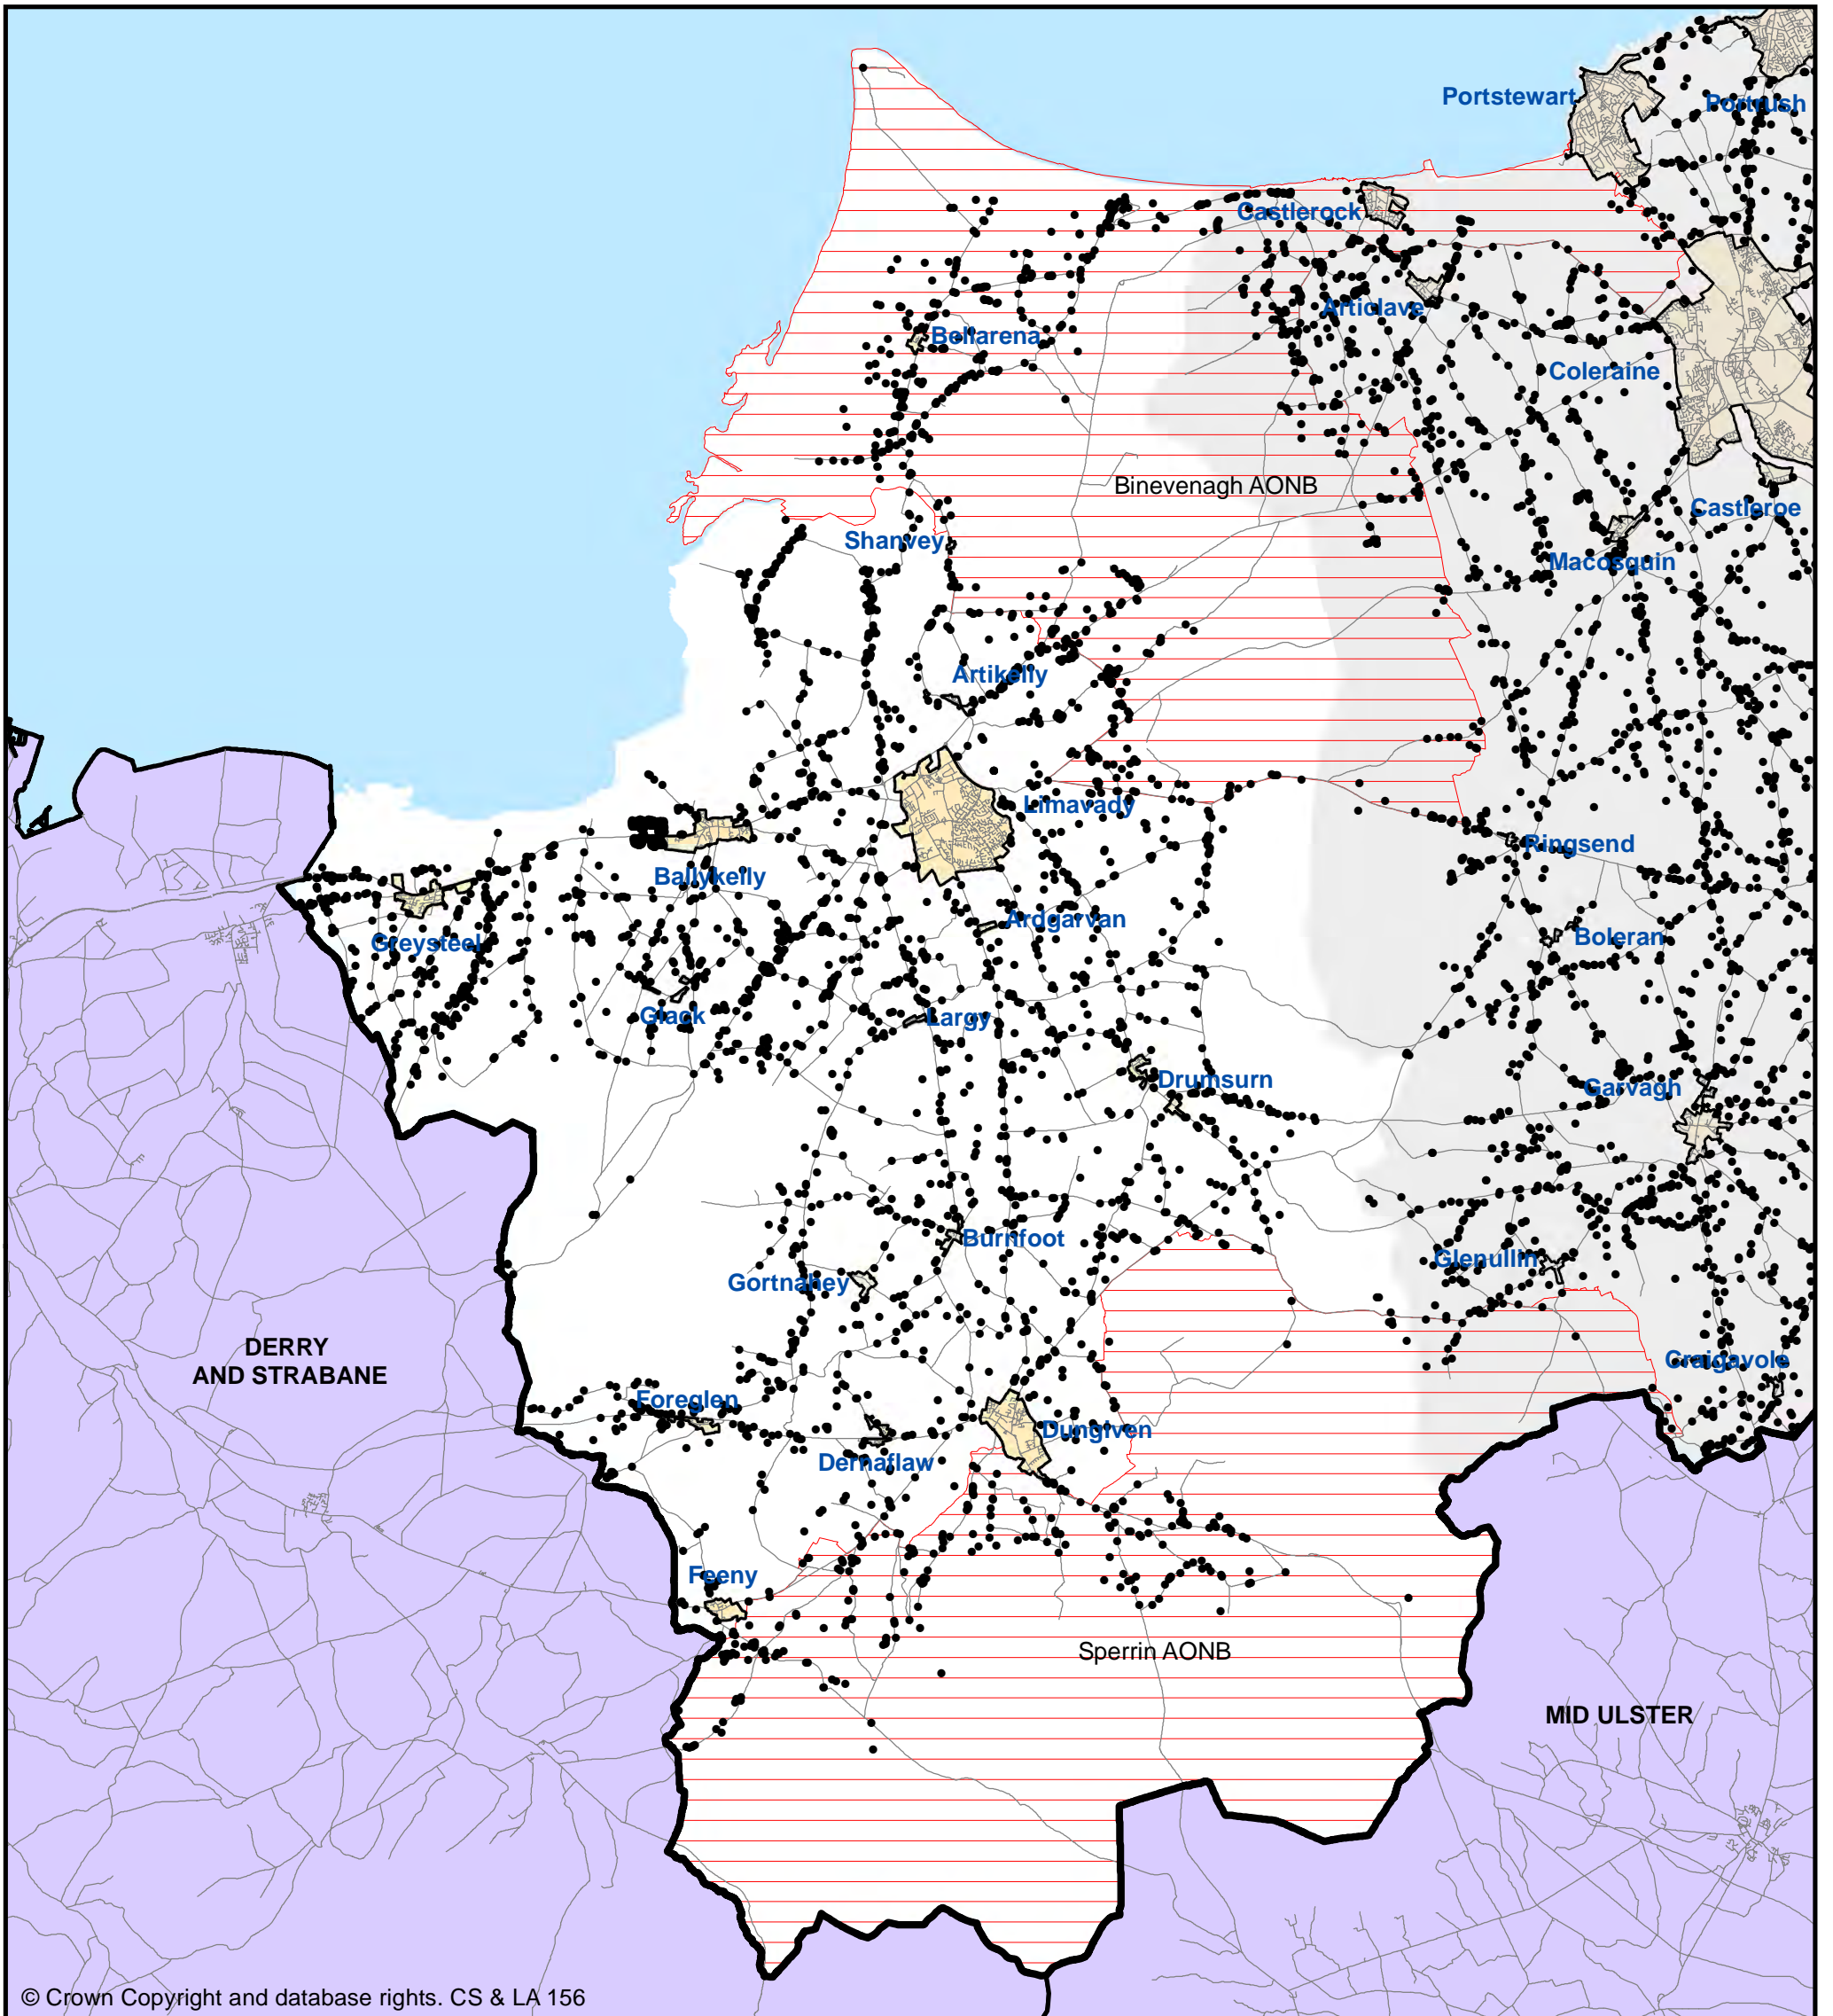 Portstewart
Portrush
Castlerock
Articlave
Bellarena
Coleraine
Binevenagh AONB
Castleroe
Shanvey
Macosquin
Artikelly
Limavady
Ringsend
Ballykelly
Ardgarvan
Boleran
Greysteel
Glack
Largy
Drumsurn
Garvagh
Burnfoot
Glenullin
Gortnahey
DERRY
AND STRABANE
Craigavole
Foreglen
Dungiven
Dernaflaw
Feeny
Sperrin AONB
MID ULSTER
© Crown Copyright and database rights. CS & LA 156